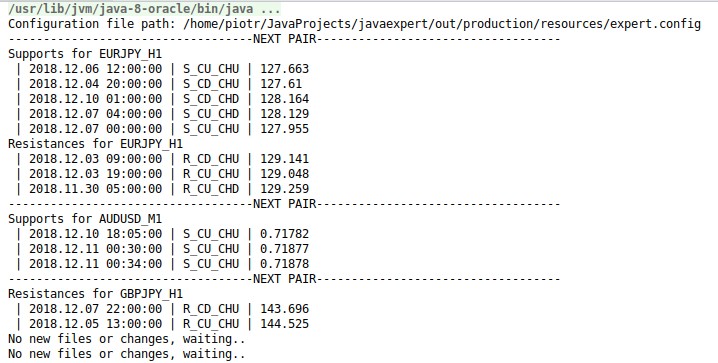 /usr/lib/jvm/java-8-oracle/bin/java ...
Configuration file path: /home/piotr/JavaProjects/javaexpert/out/production/resources/expert.config
-----------------------------------NEXT PAIR-----------------------------------
Supports for EURJPY_H1
 | 2018.12.06 12:00:00 | S_CU_CHU | 127.663
 | 2018.12.04 20:00:00 | S_CD_CHU | 127.61
 | 2018.12.10 01:00:00 | S_CD_CHD | 128.164
 | 2018.12.07 04:00:00 | S_CU_CHD | 128.129
 | 2018.12.07 00:00:00 | S_CU_CHU | 127.955
Resistances for EURJPY_H1
 | 2018.12.03 09:00:00 | R_CD_CHU | 129.141
 | 2018.12.03 19:00:00 | R_CU_CHU | 129.048
 | 2018.11.30 05:00:00 | R_CU_CHD | 129.259
-----------------------------------NEXT PAIR-----------------------------------
Supports for AUDUSD_M1
 | 2018.12.10 18:05:00 | S_CU_CHU | 0.71782
 | 2018.12.11 00:30:00 | S_CU_CHD | 0.71877
 | 2018.12.11 00:34:00 | S_CU_CHU | 0.71878
-----------------------------------NEXT PAIR-----------------------------------
Resistances for GBPJPY_H1
 | 2018.12.07 22:00:00 | R_CD_CHU | 143.696
 | 2018.12.05 13:00:00 | R_CU_CHU | 144.525
No new files or changes, waiting..
No new files or changes, waiting..